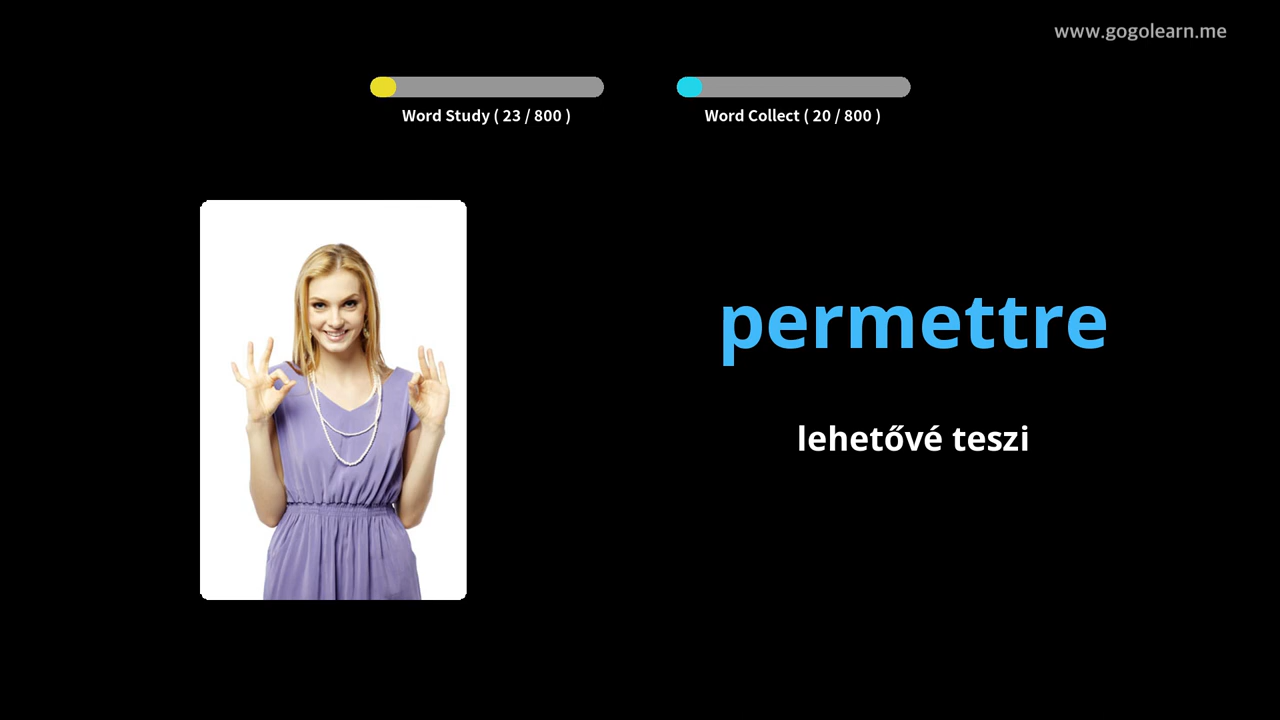 www.gogolearn.me
Word Study ( 23 / 800 )
Word Collect ( 20 / 800 )
permettre
lehetővé teszi